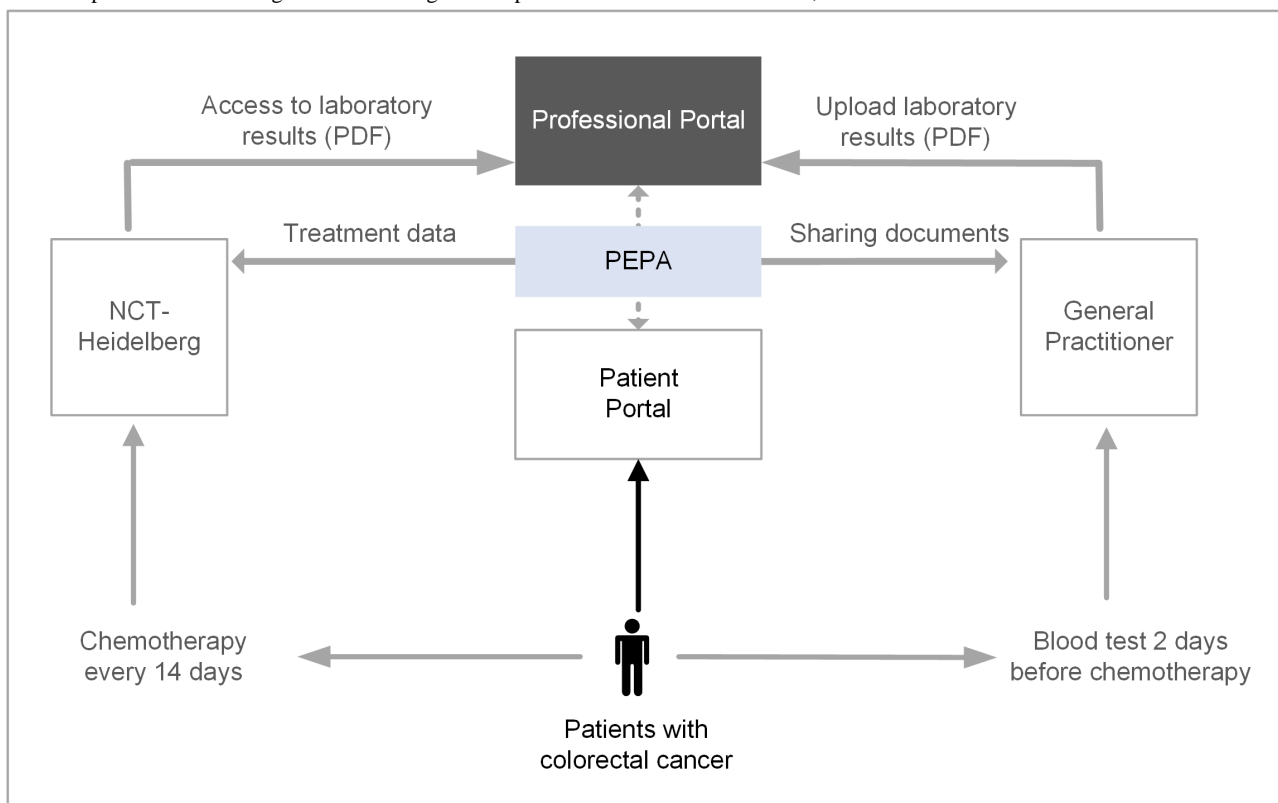 Access to laboratory
results (PDF)
Professional Portal
Upload laboratory
results (PDF)
Treatment data
PEPA
Sharing documents
NCT-
Heidelberg
General
Practitioner
Patient
Portal
Chemotherapy
every 14 days
Blood test 2 days
before chemotherapy
Patients with
colorectal cancer